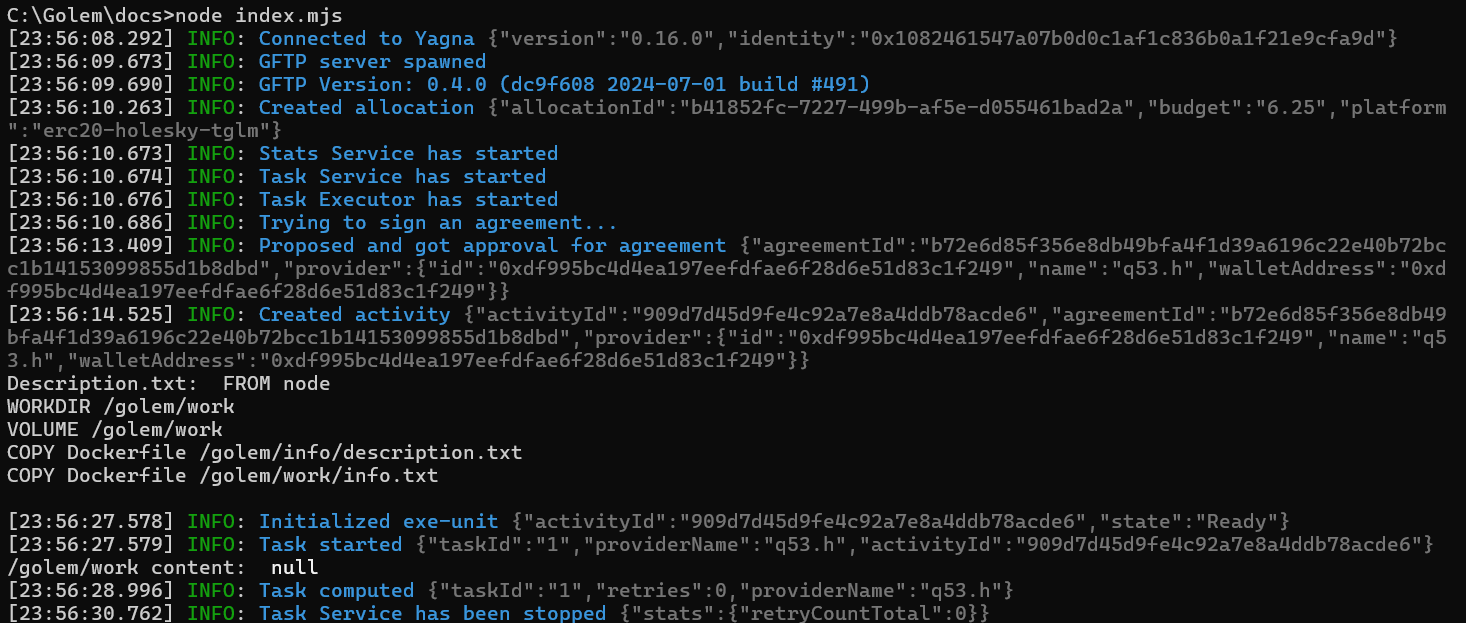 C:\Golem\docs>node index.mjs
[23:56:08.292] INFO: Connected to Yagna {"version":"0.16.0","identity":"0x1082461547a07b0d0c1af1c836b0a1f21e9cfa9d"}
[23:56:09.673] INFO: GFTP server spawned
[23:56:09.690] INFO: GFTP Version: 0.4.0 (dc9f608 2024-07-01 build #491)
[23:56:10.263] INFO: Created allocation {"allocationId":"b41852fc-7227-499b-af5e-d055461bad2a","budget":"6.25","platform
":"erc20-holesky-tglm"}
[23:56:10.673] INFO: Stats Service has started
[23:56:10.674] INFO: Task Service has started
[23:56:10.676] INFO: Task Executor has started
[23:56:10.686] INFO: Trying to sign an agreement...
[23:56:13.409] INFO: Proposed and got approval for agreement {"agreementId":"b72e6d85f356e8db49bfa4f1d39a6196c22e40b72bc
c1b14153099855d1b8dbd","provider":{"id":"0xdf995bc4d4ea197eefdfae6f28d6e51d83c1f249","name":"q53.h","walletAddress":"0xd
f995bc4d4ea197eefdfae6f28d6e51d83c1f249"}}
[23:56:14.525] INFO: Created activity {"activityId":"909d7d45d9fe4c92a7e8a4ddb78acde6","agreementId":"b72e6d85f356e8db49
bfa4f1d39a6196c22e40b72bcc1b14153099855d1b8dbd","provider":{"id":"0xdf995bc4d4ea197eefdfae6f28d6e51d83c1f249","name":"q5
3.h","walletAddress":"0xdf995bc4d4ea197eefdfae6f28d6e51d83c1f249"}}
Description.txt:  FROM node
WORKDIR /golem/work
VOLUME /golem/work
COPY Dockerfile /golem/info/description.txt
COPY Dockerfile /golem/work/info.txt
[23:56:27.578] INFO: Initialized exe-unit {"activityId":"909d7d45d9fe4c92a7e8a4ddb78acde6","state":"Ready"}
[23:56:27.579] INFO: Task started {"taskId":"1","providerName":"q53.h","activityId":"909d7d45d9fe4c92a7e8a4ddb78acde6"}
/golem/work content:  null
[23:56:28.996] INFO: Task computed {"taskId":"1","retries":0,"providerName":"q53.h"}
[23:56:30.762] INFO: Task Service has been stopped {"stats":{"retryCountTotal":0}}